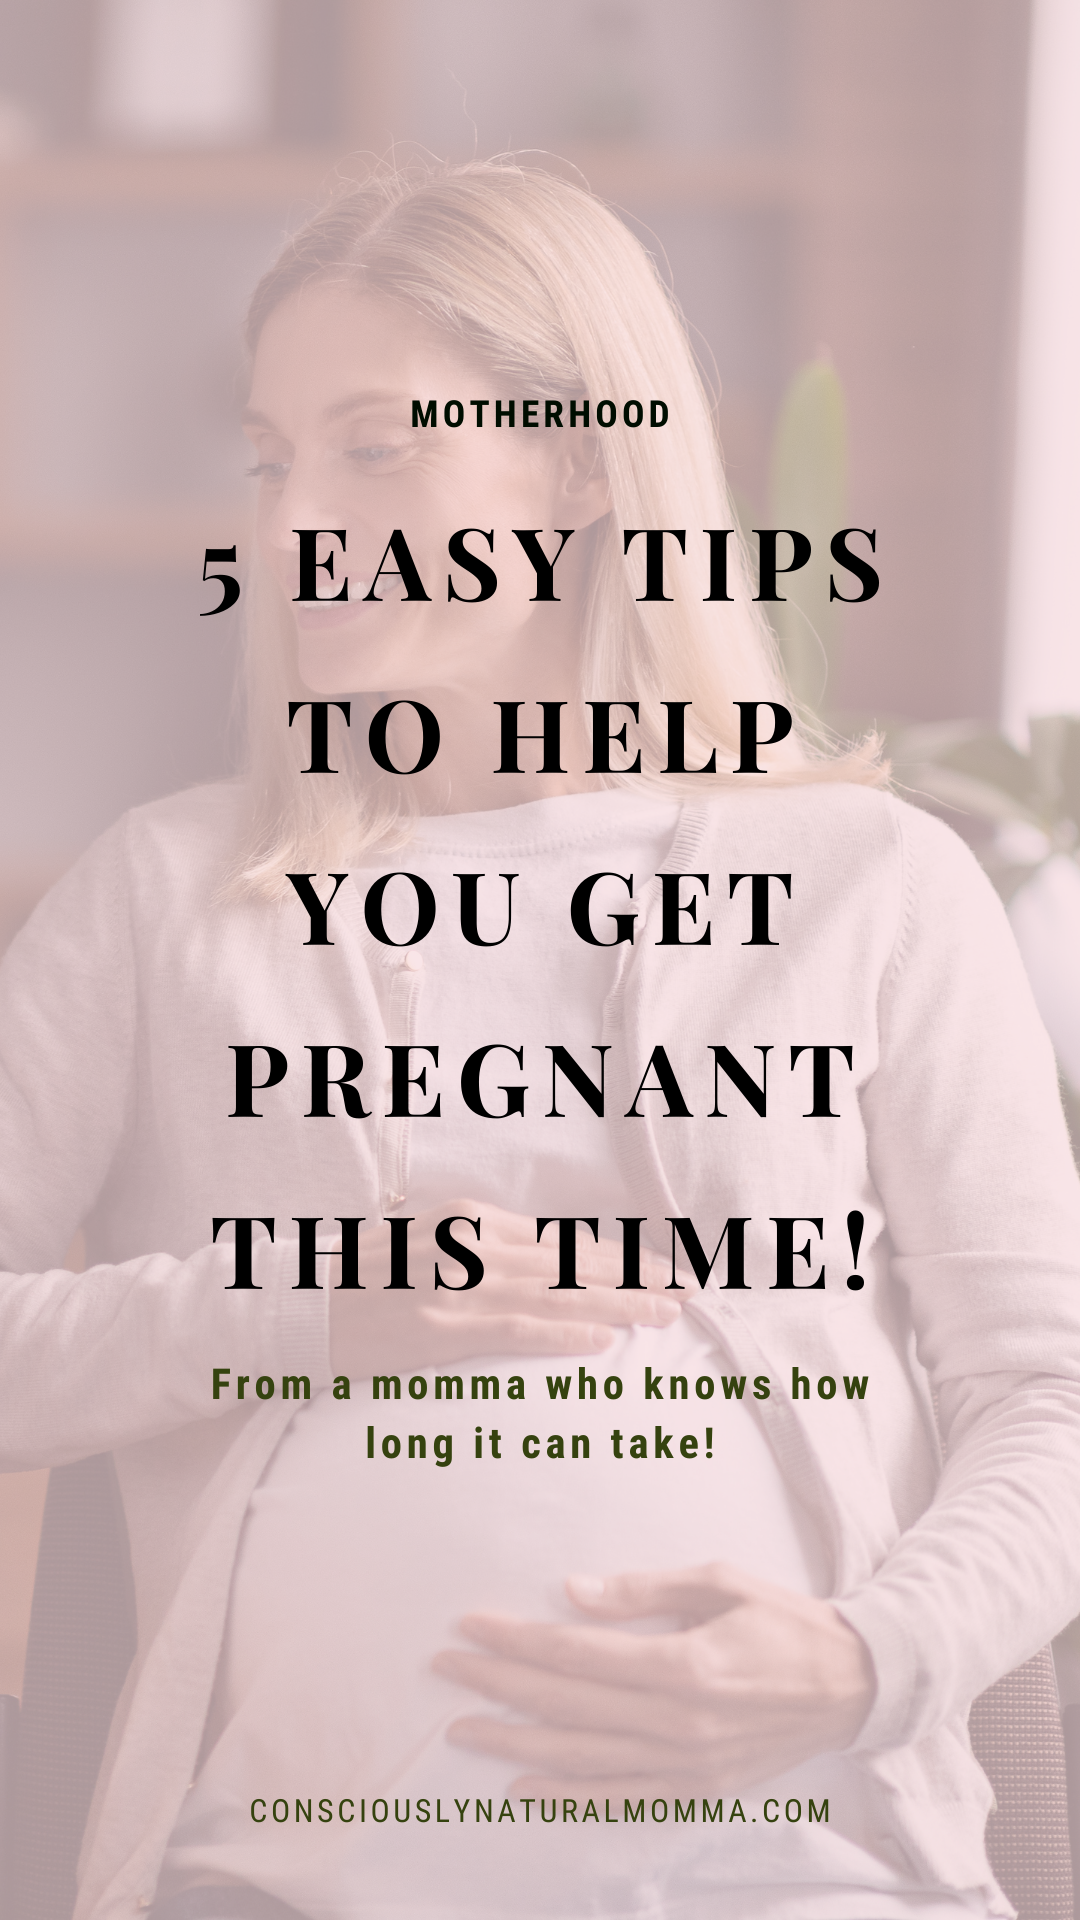 MOTHERHOOD
5 EASY TIPS
TO HELP
YOU GET
PREGNANT
THIS TIME!
From a momma who knows how
long it can take!
CONSCIOUSLYNATURALMOMMA.COM